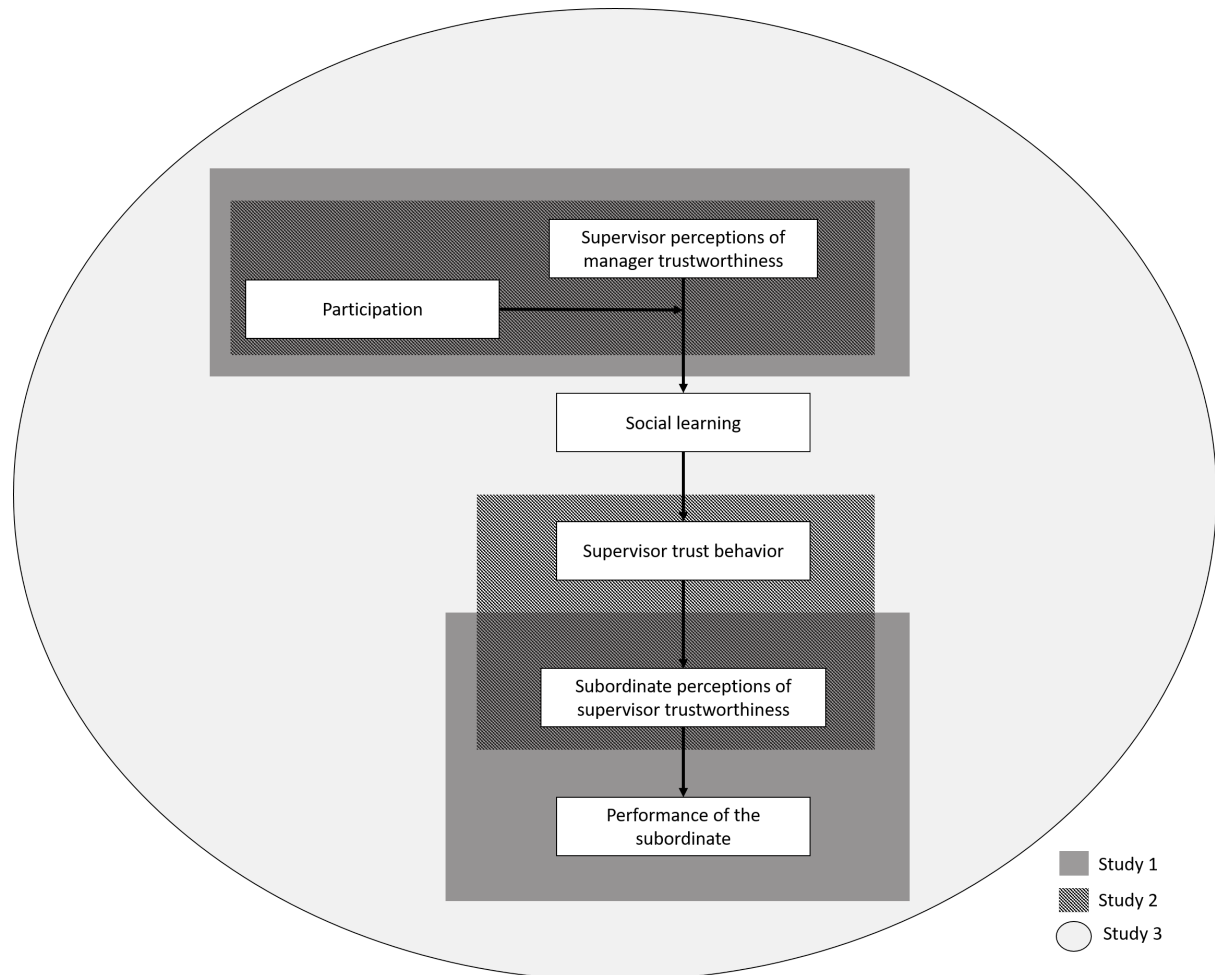 Supervisor perceptions of
manager trustworthiness
Participation
Social learning
Supervisor trust behavior
Subordinate perceptions of
supervisor trustworthiness
Performance of the
subordinate
Study 1
Study 2
Study 3